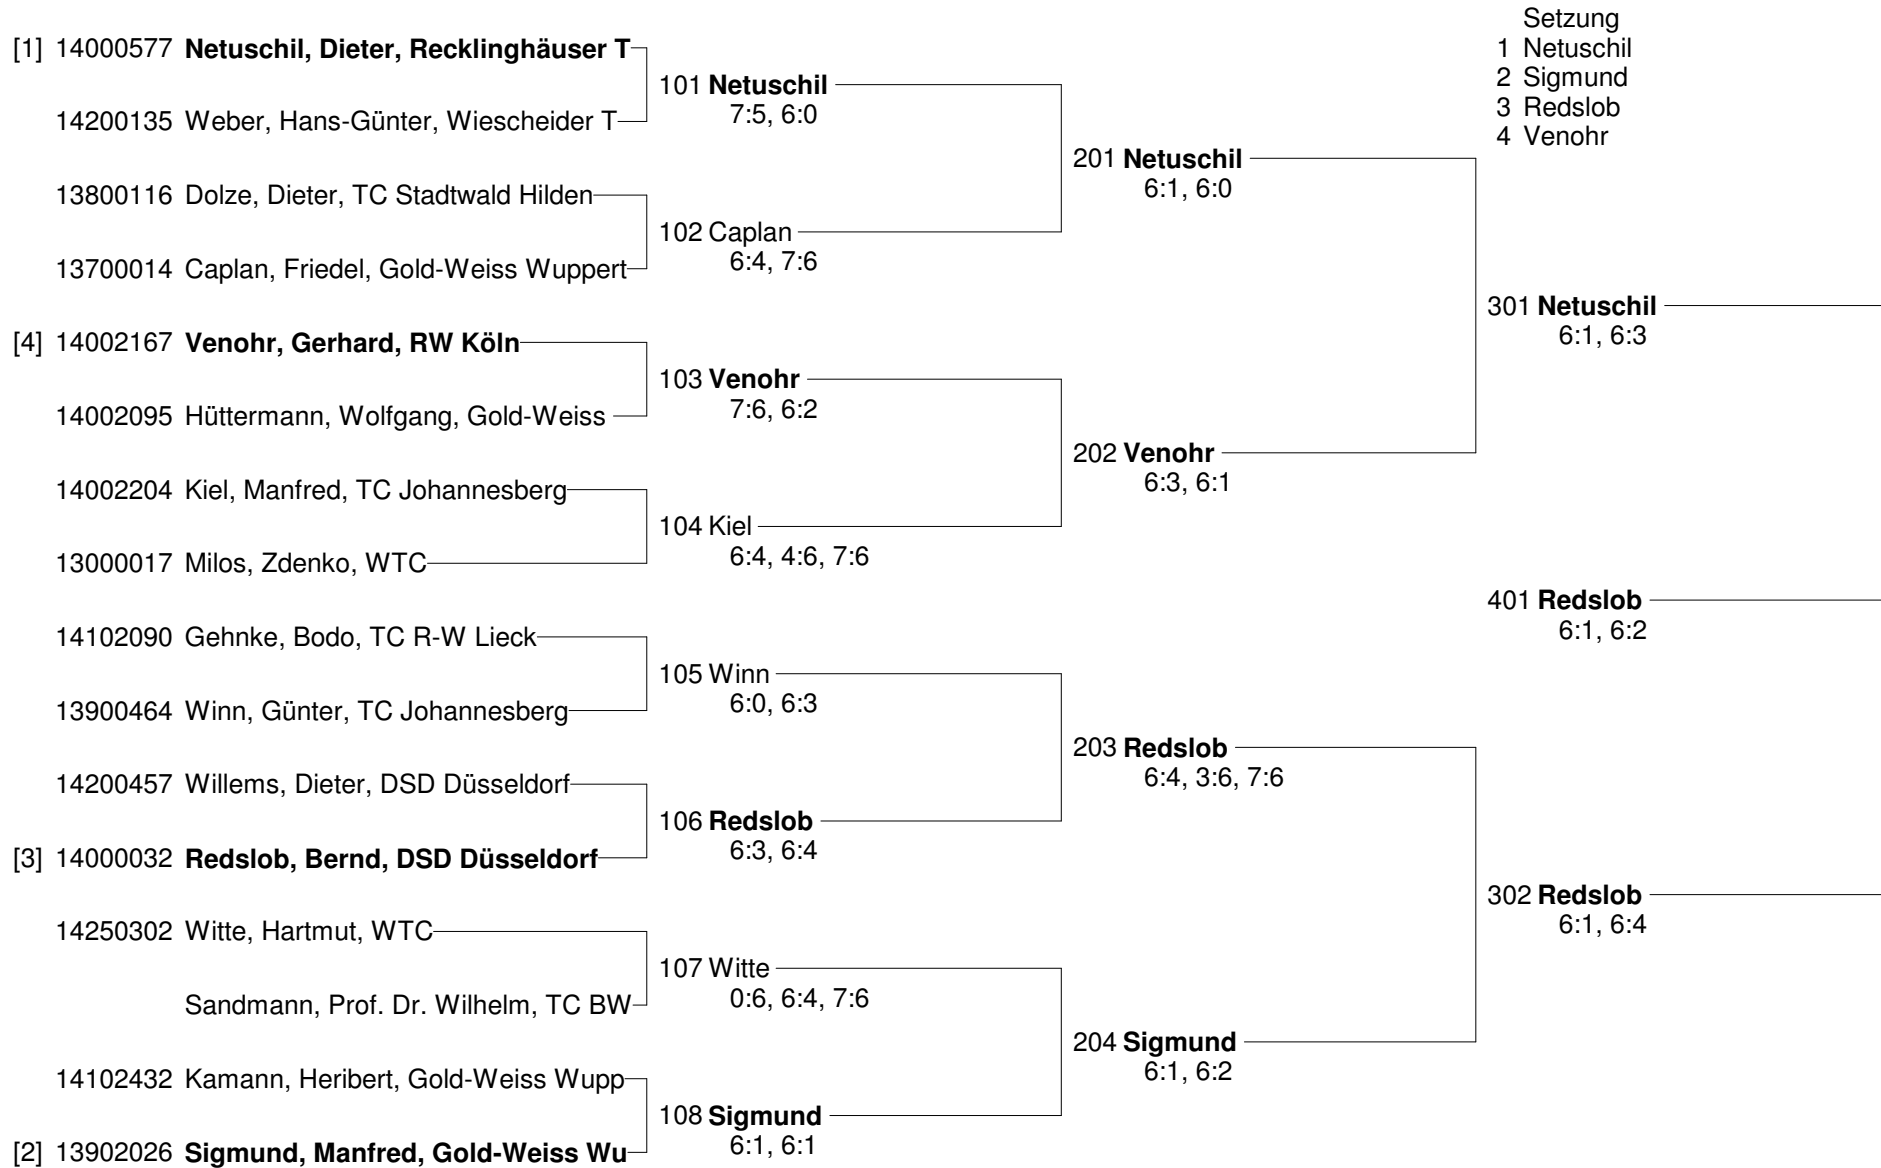 Setzung
1 Netuschil
2 Sigmund
3 Redslob
4 Venohr
[1] 14000577 Netuschil, Dieter, Recklinghäuser T
14200135 Weber, Hans-Günter, Wiescheider T
13800116 Dolze, Dieter, TC Stadtwald Hilden
13700014 Caplan, Friedel, Gold-Weiss Wuppert
[4] 14002167 Venohr, Gerhard, RW Köln
14002095 Hüttermann, Wolfgang, Gold-Weiss
14002204 Kiel, Manfred, TC Johannesberg
13000017 Milos, Zdenko, WTC
14102090 Gehnke, Bodo, TC R-W Lieck
13900464 Winn, Günter, TC Johannesberg
14200457 Willems, Dieter, DSD Düsseldorf
[3] 14000032 Redslob, Bernd, DSD Düsseldorf
14250302 Witte, Hartmut, WTC
Sandmann, Prof. Dr. Wilhelm, TC BW
14102432 Kamann, Heribert, Gold-Weiss Wupp
[2] 13902026 Sigmund, Manfred, Gold-Weiss Wu
101 Netuschil
7:5, 6:0
102 Caplan
6:4, 7:6
103 Venohr
7:6, 6:2
104 Kiel
6:4, 4:6, 7:6
105 Winn
6:0, 6:3
106 Redslob
6:3, 6:4
107 Witte
0:6, 6:4, 7:6
108 Sigmund
6:1, 6:1
201 Netuschil
6:1, 6:0
202 Venohr
6:3, 6:1
203 Redslob
6:4, 3:6, 7:6
204 Sigmund
6:1, 6:2
301 Netuschil
6:1, 6:3
401 Redslob
6:1, 6:2
302 Redslob
6:1, 6:4